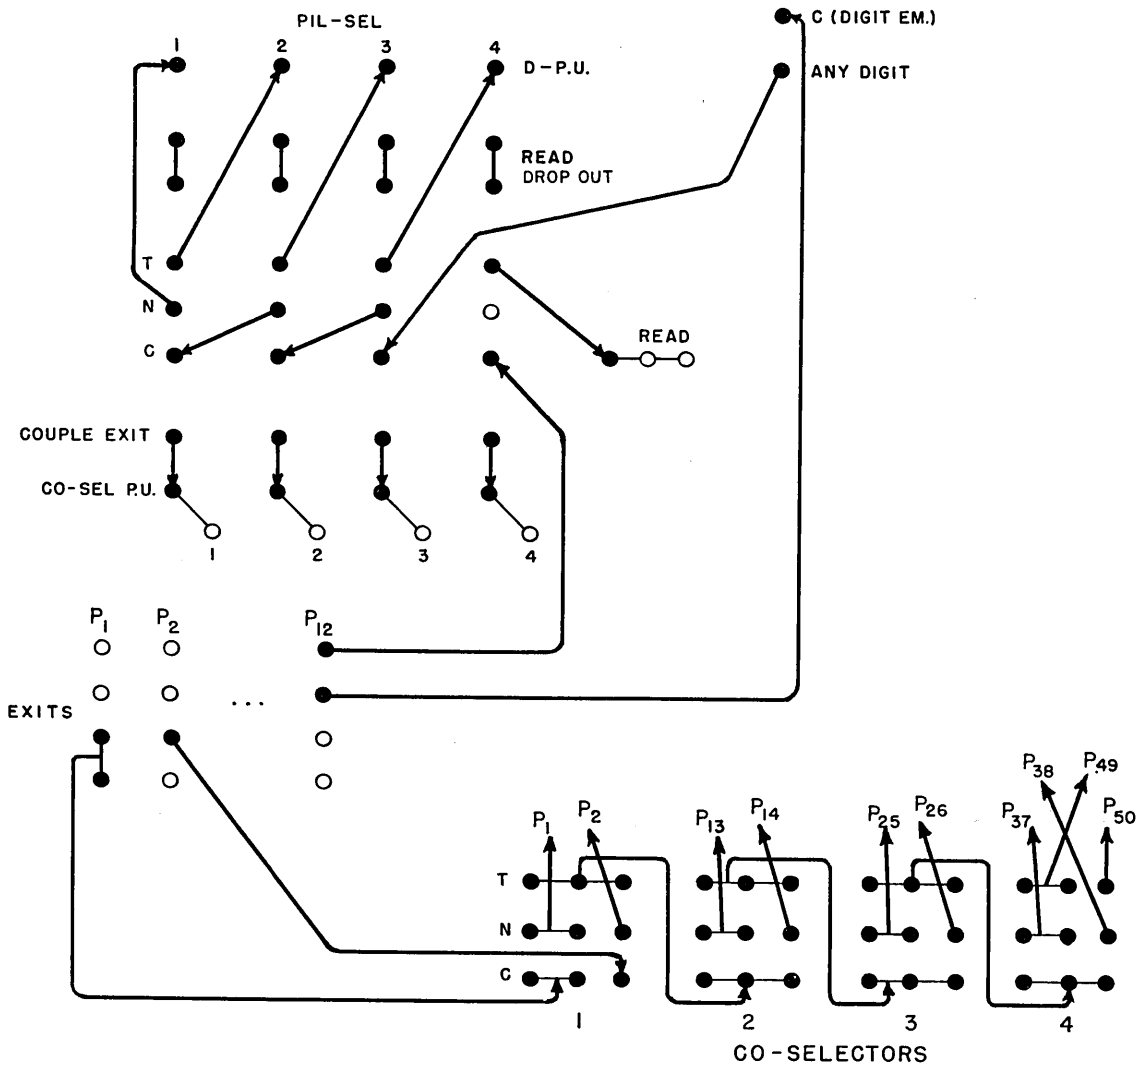 PIL-SEL
C (DIGIT EM.)
1 2 3 4
D-P.U.
ANY DIGIT
READ
DROP OUT
T
N
READ
C
COUPLE EXIT
CO-SEL P.U.
1 2 3 4
P1 P2 P12
EXITS
...
P38 P49
P1 P2 P13 P14 P25 P26 P37 P50
T
N
C
1 2 3 4
CO-SELECTORS